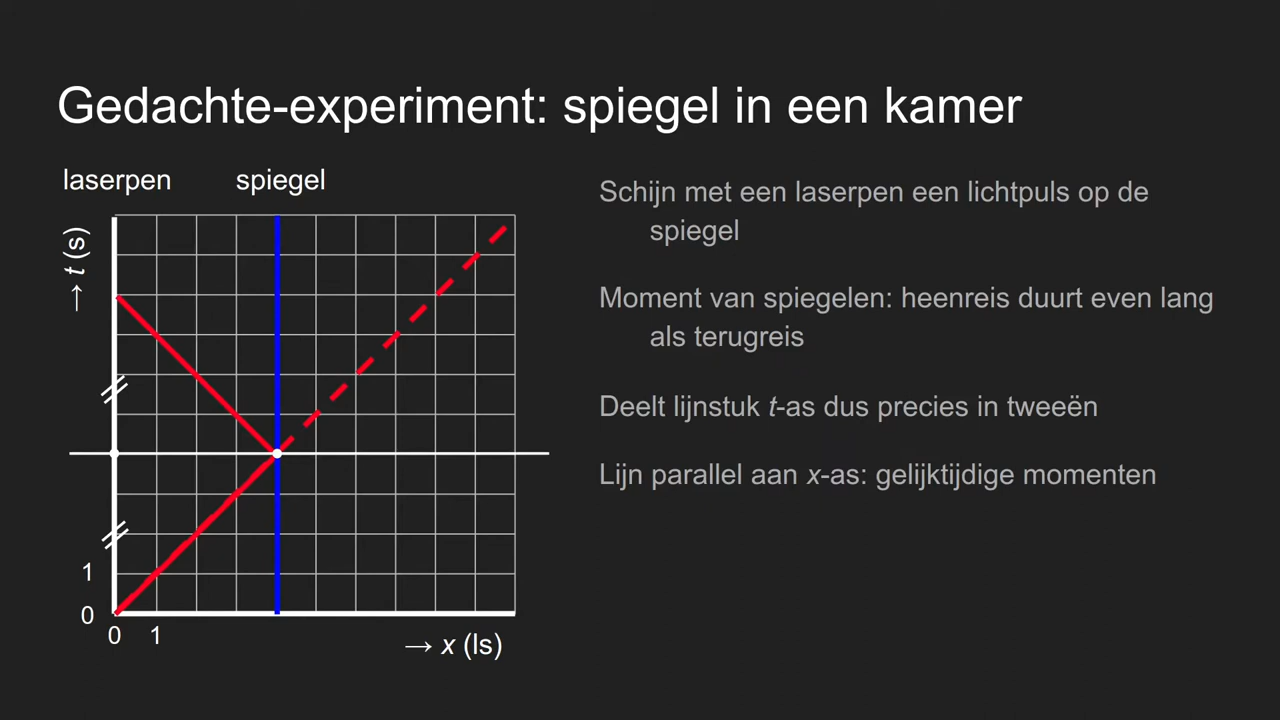 Gedachte-experiment: spiegel in een kamer
laserpen
spiegel
→ t (s)
1
0
0
1
→ x (ls)
Schijn met een laserpen een lichtpuls op de
spiegel
Moment van spiegelen: heenreis duurt even lang
als terugreis
Deelt lijnstuk t-as dus precies in tweeën
Lijn parallel aan x-as: gelijktijdige momenten